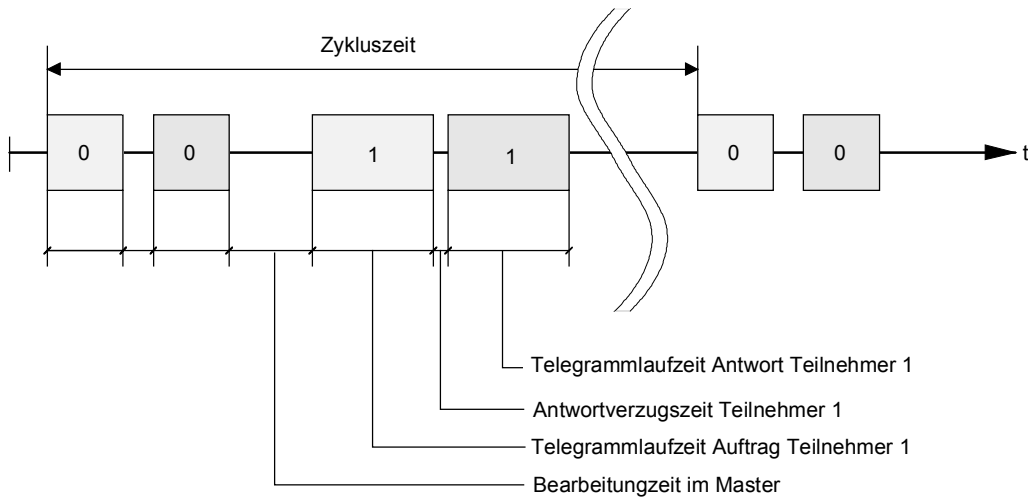 Zykluszeit
0 0 1 1 0 0 t
Telegrammlaufzeit Antwort Teilnehmer 1
Antwortverzugszeit Teilnehmer 1
Telegrammlaufzeit Auftrag Teilnehmer 1
Bearbeitungzeit im Master